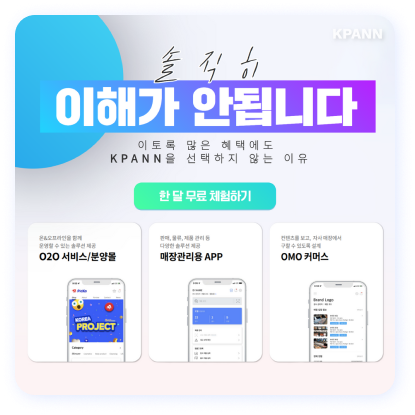 KPANN
솔직히
이해가 안됩니다
이토록 많은 혜택에도
KPANN을 선택하지 않는 이유
한 달 무료 체험하기
온&오프라인을 함께
운영할 수 있는 솔루션 제공
O2O 서비스/분양몰
판매, 물류, 제품 관리 등
다양한 솔루션 제공
매장관리용 APP
컨텐츠를 보고, 자사 매장에서
구할 수 있도록 설계
OMO 커머스
KOREA
PROJECT
Category
Brand Logo